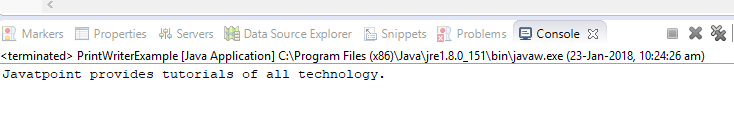 Markers Properties Servers Data Source Explorer Snippets Problems Console
<terminated> PrintWriterExample [Java Application] C:\Program Files (x86)\Java\jre1.8.0_151\bin\javaw.exe (23-Jan-2018, 10:24:26 am)
Javatpoint provides tutorials of all technology.